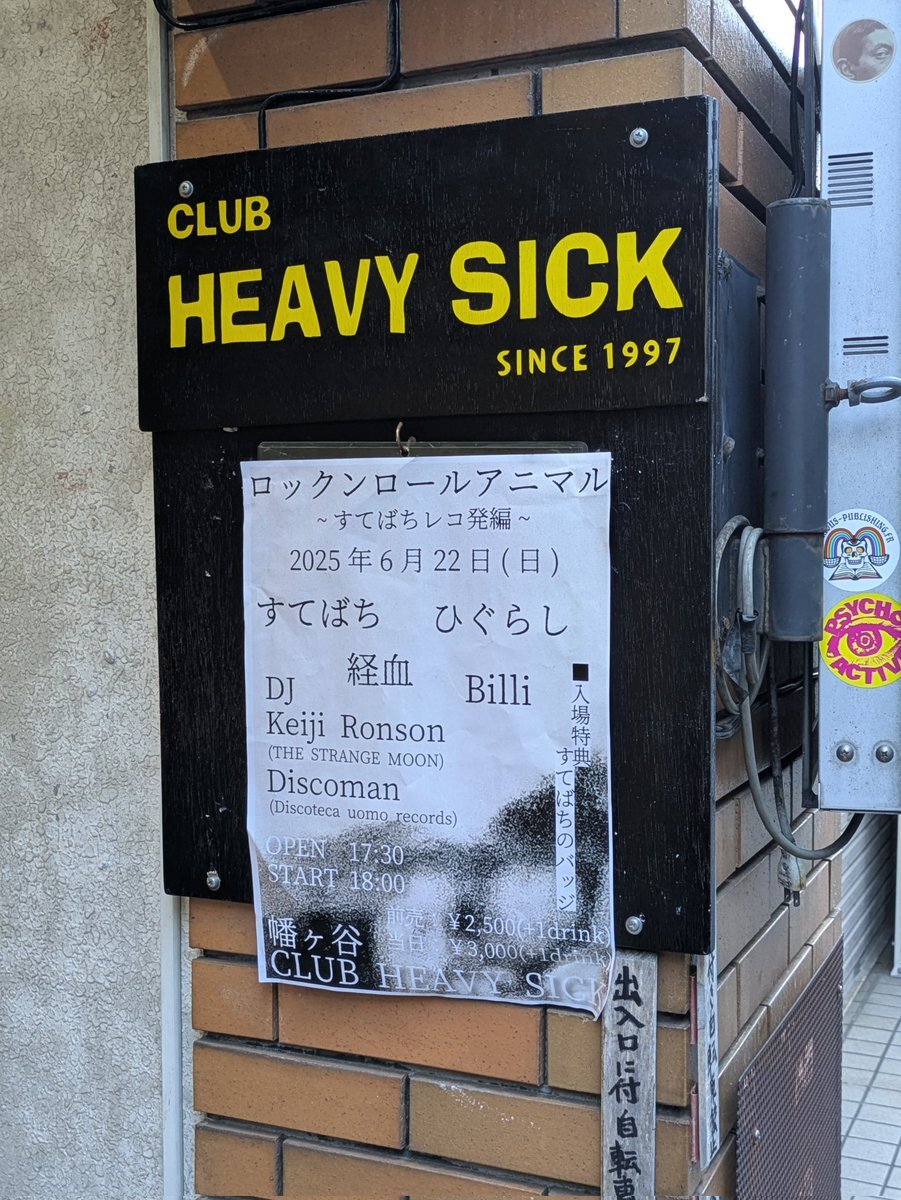 CLUB
HEAVY SICK
SINCE 1997
ロックンロールアニマル
~すてばちレコ発編~
2025年6月22日(日)
すてばち ひぐらし
経血 Billi
DJ
Keiji Ronson
(THE STRANGE MOON)
Discoman
(Discoteca uomo records)
■入場特典
すてばちのバッジ
OPEN 17:30
START 18:00
前売 ¥2,500(+1drink)
当日 ¥3,000(+1drink)
幡ヶ谷
CLUB HEAVY SICK
出入口に付自転車
US-PUBLISHING.FR
PSYCHO
ACTIV